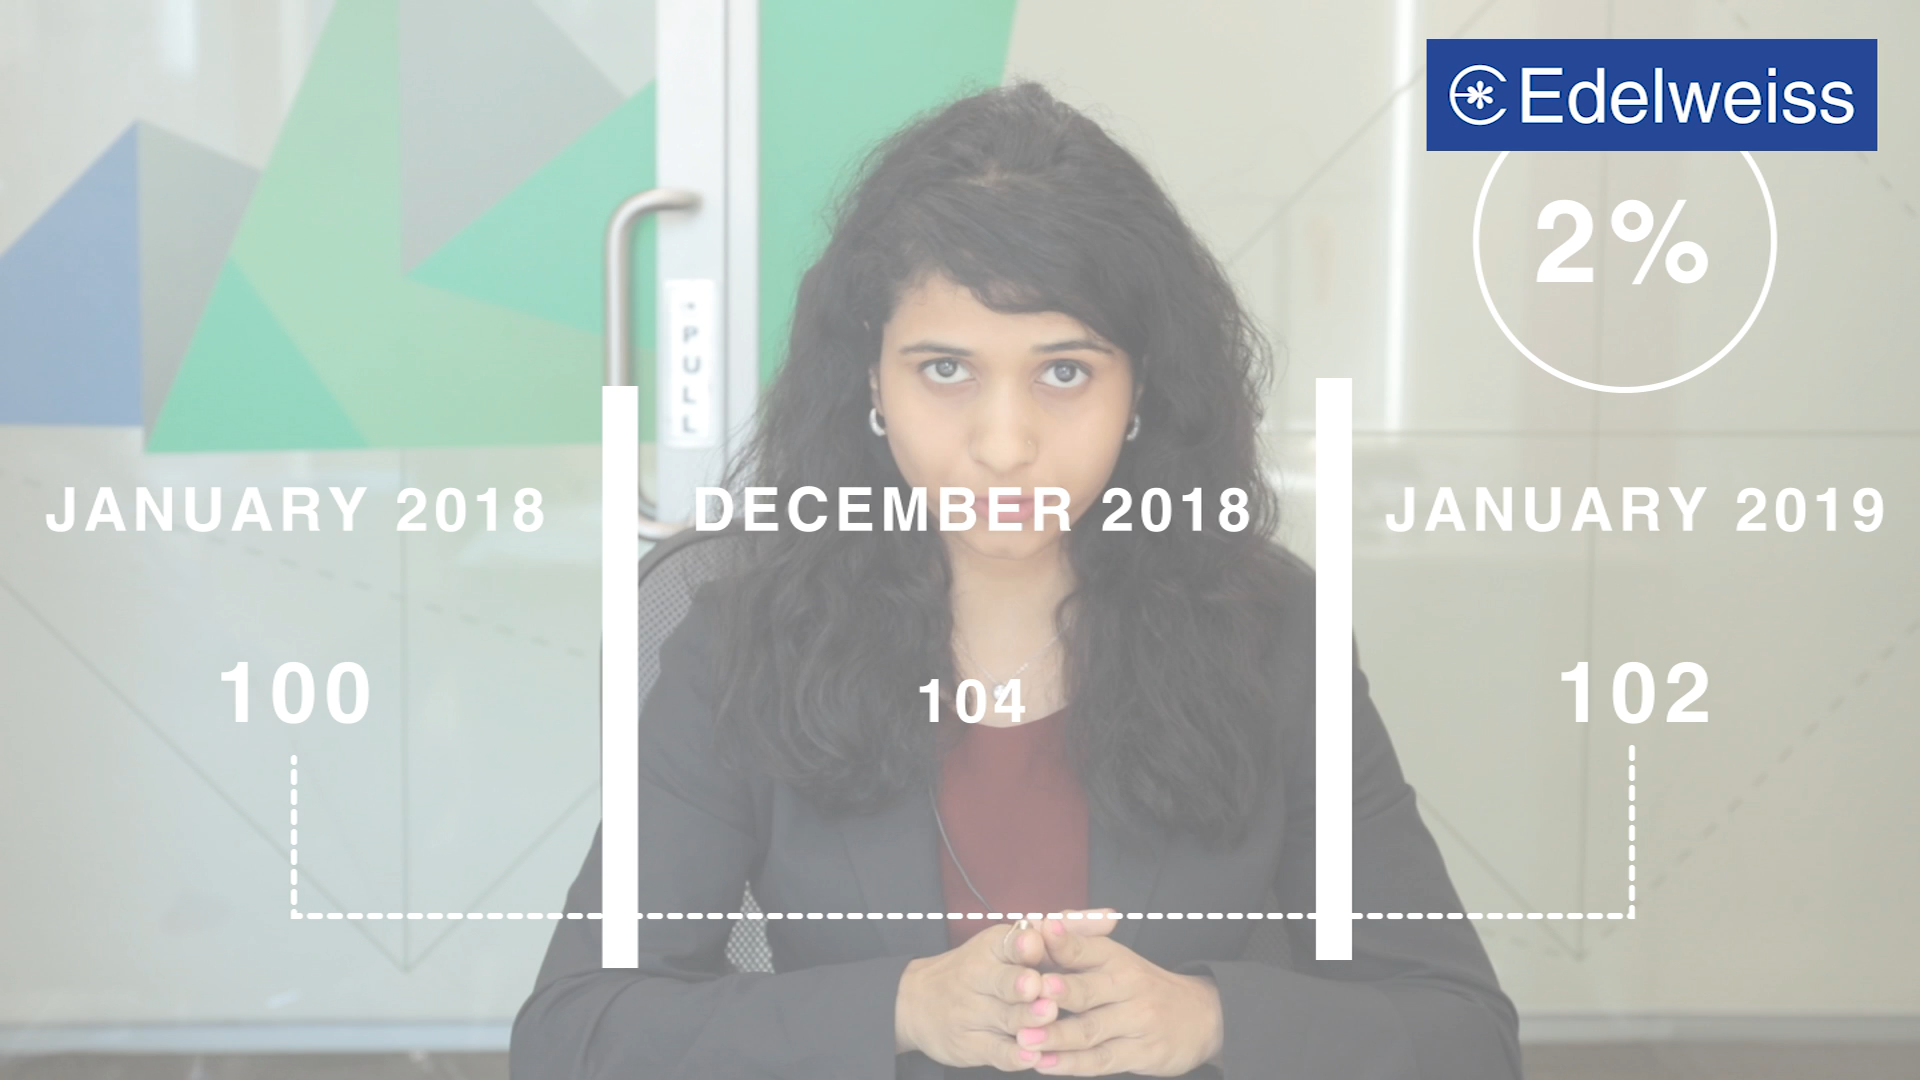 Edelweiss
2%
PULL
JANUARY 2018
DECEMBER 2018
JANUARY 2019
100
104
102